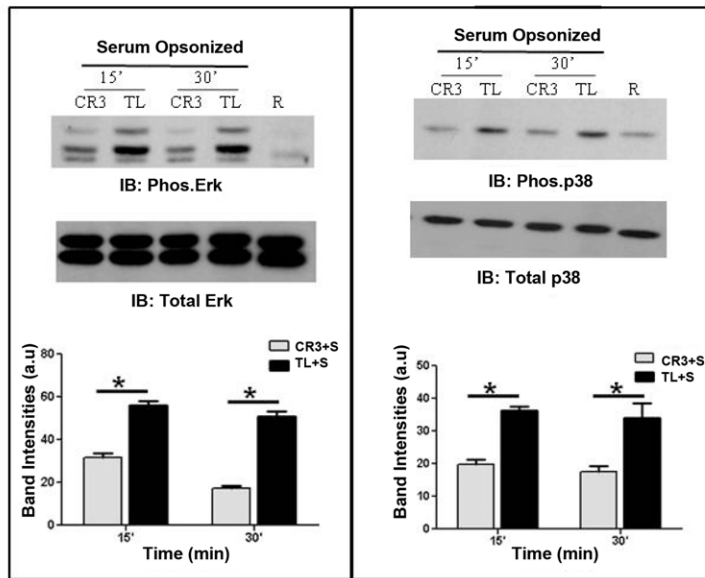 Serum Opsonized
15' 30'
CR3 TL CR3 TL R
IB: Phos.Erk
IB: Total Erk
80
60
40
20
0
Band Intensities (a.u)
CR3+S
TL+S
*
*
15' 30'
Time (min)
Serum Opsonized
15' 30'
CR3 TL CR3 TL R
IB: Phos.p38
IB: Total p38
50
40
30
20
10
0
Band Intensities (a.u)
CR3+S
TL+S
*
*
15' 30'
Time (min)